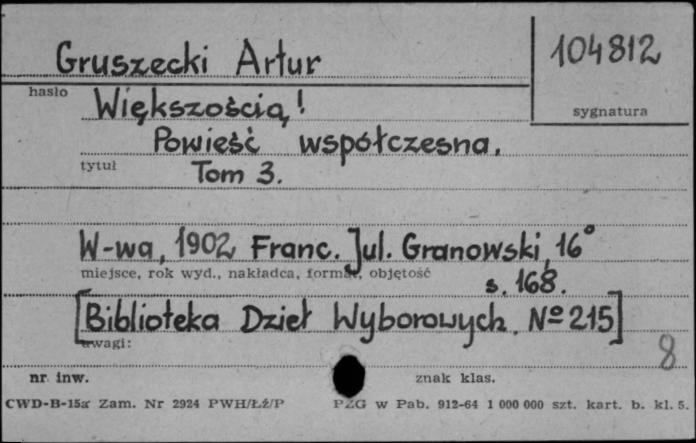 Gruszecki Artur
104812
hasło
Większością!
sygnatura
Powieść współczesna.
tytuł
Tom 3.
W-wa, 1902 Franc. Jul. Granowski, 16°
miejsce, rok wyd., nakładca, format, objętość
s. 168.
[Biblioteka Dzieł Wyborowych. Nº 215]
uwagi:
8
nr inw.
znak klas.
CWD-B-15a Zam. Nr 2924 PWH/Łź/P
PZG w Pab. 912-64 1 000 000 szt. kart. b. kl. 5.